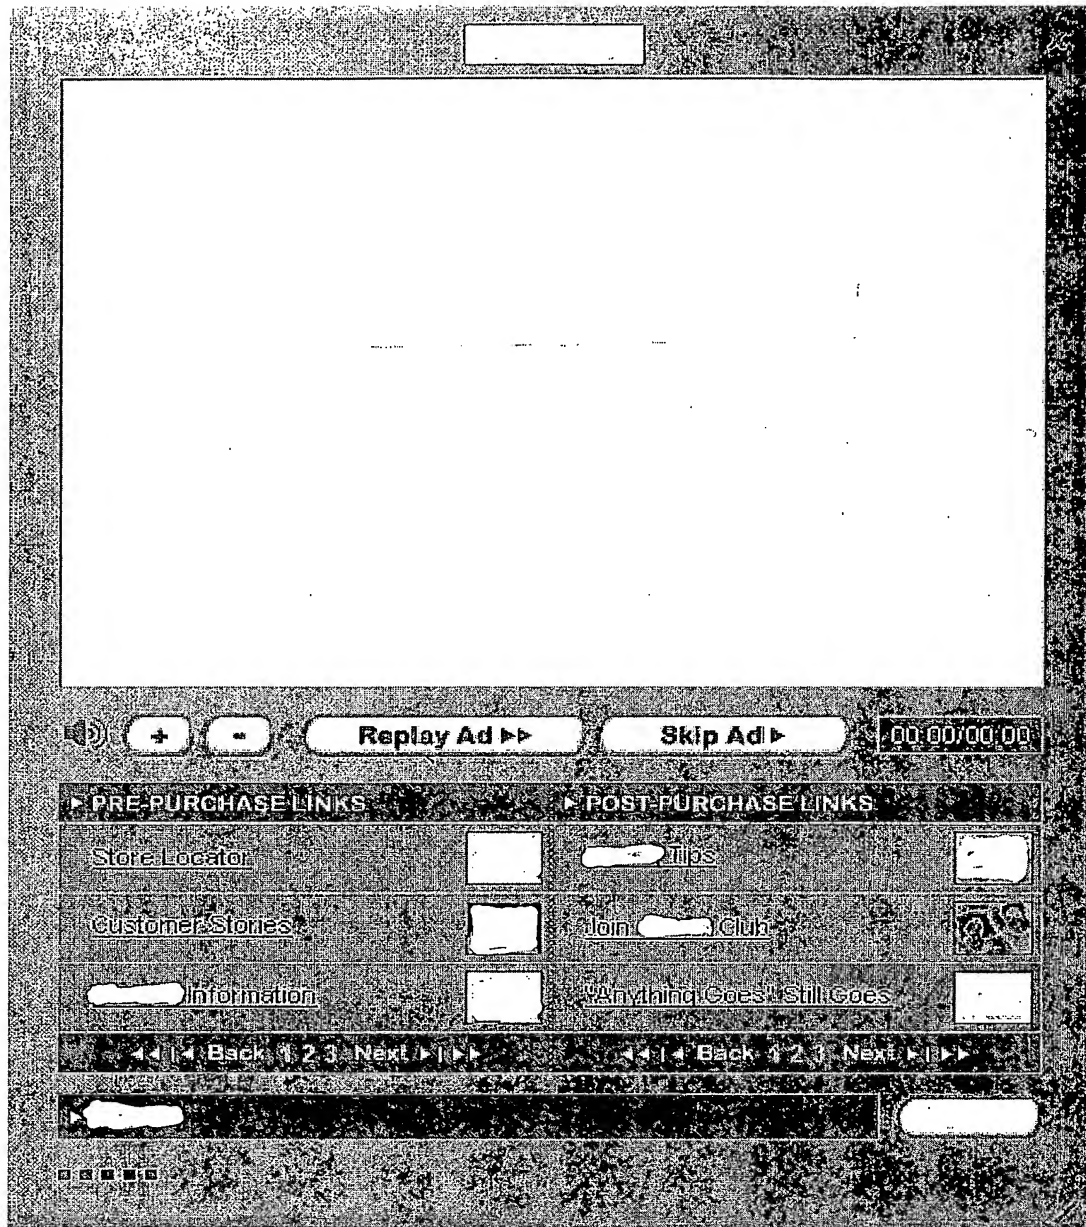 + - Replay Ad ▶▶ Skip Ad ▶ 00:00/00:00
▶ PRE-PURCHASE LINKS ▶ POST-PURCHASE LINKS
Store Locator Tips
Customer Stories Join Club
Information "Anything Goes" Still Goes
◀◀ | ◀ Back 1 2 3 Next ▶ | ▶▶ ◀◀ | ◀ Back 1 2 3 Next ▶ | ▶▶